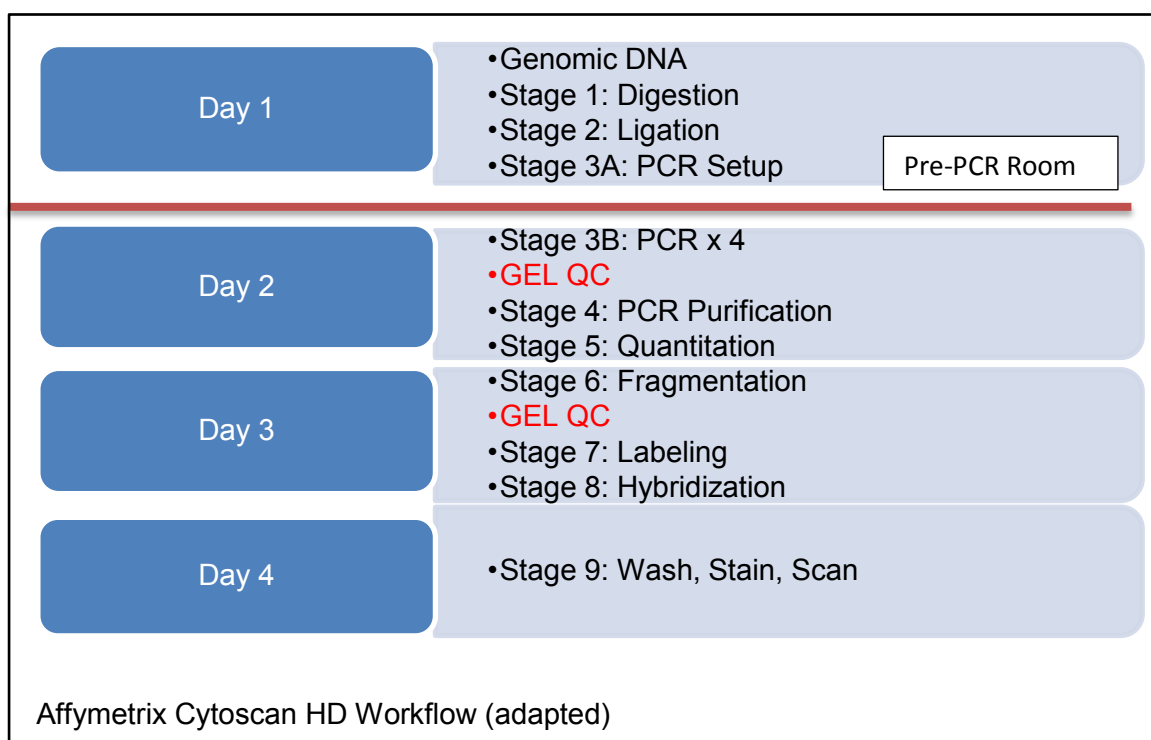 Day 1
•Genomic DNA
•Stage 1: Digestion
•Stage 2: Ligation
•Stage 3A: PCR Setup
Pre-PCR Room
Day 2
•Stage 3B: PCR x 4
•GEL QC
•Stage 4: PCR Purification
•Stage 5: Quantitation
Day 3
•Stage 6: Fragmentation
•GEL QC
•Stage 7: Labeling
•Stage 8: Hybridization
Day 4
•Stage 9: Wash, Stain, Scan
Affymetrix Cytoscan HD Workflow (adapted)